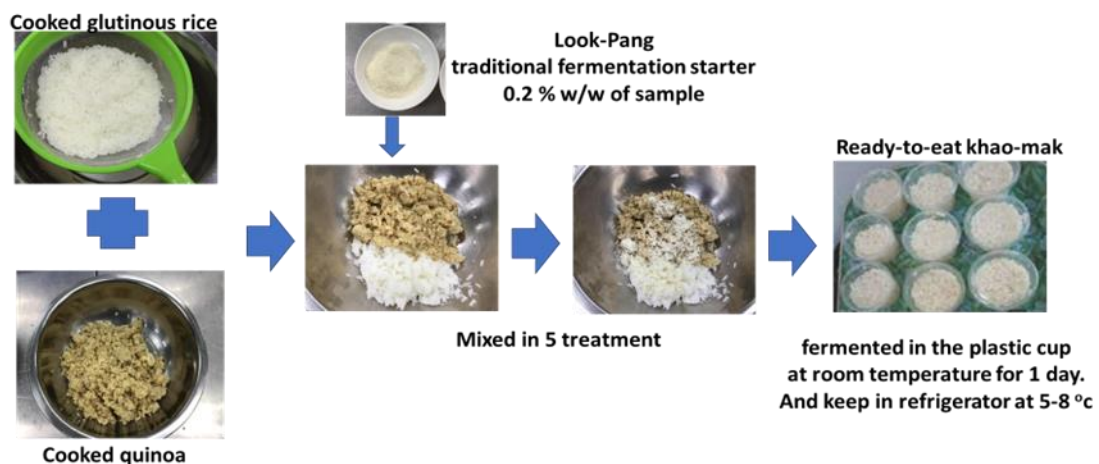 Cooked glutinous rice
Look-Pang
traditional fermentation starter
0.2 % w/w of sample
Ready-to-eat khao-mak
Mixed in 5 treatment
fermented in the plastic cup
at room temperature for 1 day.
And keep in refrigerator at 5-8 °c
Cooked quinoa